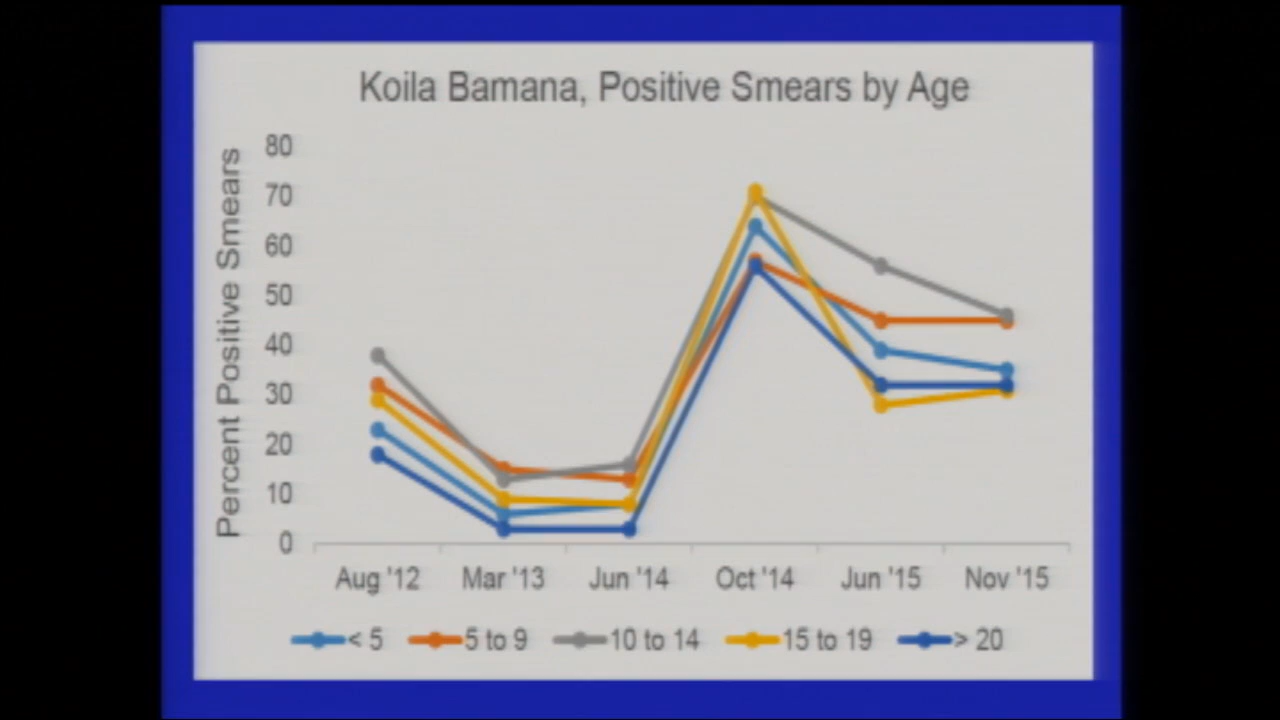 Koila Bamana, Positive Smears by Age
Percent Positive Smears
80
70
60
50
40
30
20
10
0
Aug '12 Mar '13 Jun '14 Oct '14 Jun '15 Nov '15
< 5 5 to 9 10 to 14 15 to 19 > 20